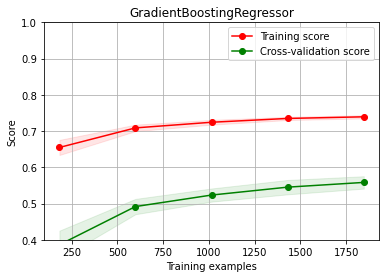 GradientBoostingRegressor
1.0
0.9
0.8
0.7
0.6
0.5
0.4
Score
Training score
Cross-validation score
250 500 750 1000 1250 1500 1750
Training examples